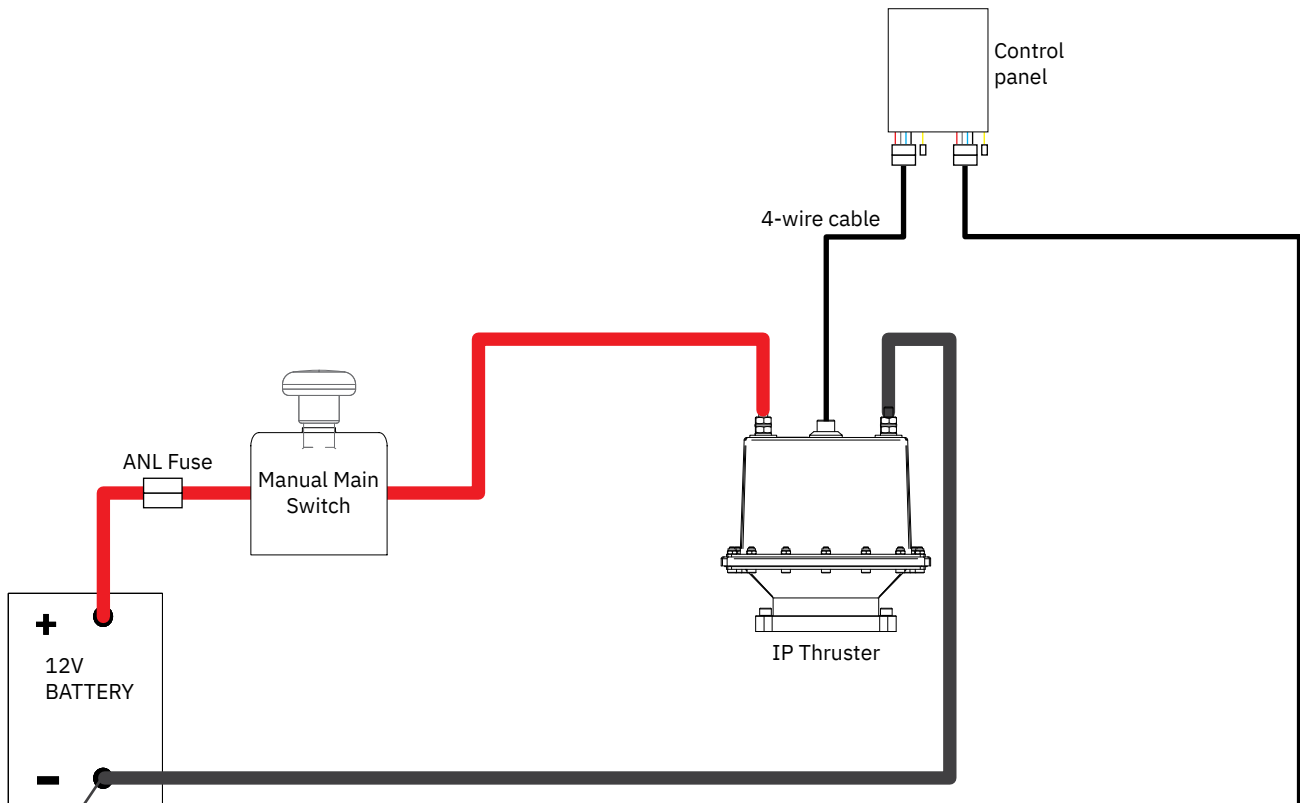 Control
panel
4-wire cable
ANL Fuse
Manual Main
Switch
IP Thruster
+
12V
BATTERY
-